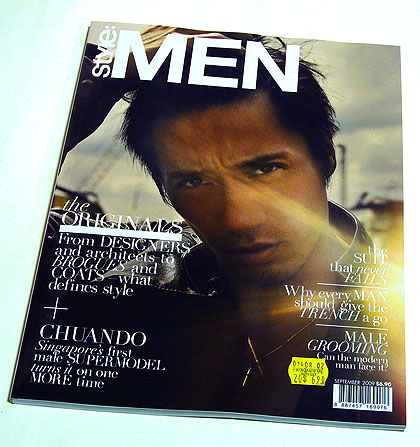 style:
MEN
the
ORIGINALS
From DESIGNERS
and architects to
MODELS and
COATS - what
defines style
+
CHUANDO
Singapore's first
male SUPERMODEL
turns it on one
MORE time
the
SUIT
that never
FAILS
Why every MAN
should give the
TRENCH a go
MALE
GROOMING
Can the modern
man face it?
SEPTEMBER 2009 $6.90